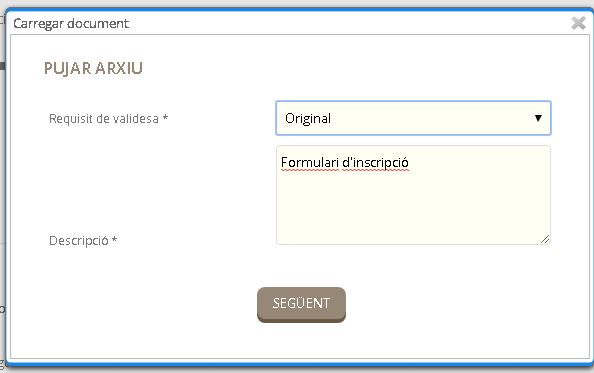 Carregar document
PUJAR ARXIU
Requisit de validesa *
Original
Formulari d'inscripció
Descripció *
SEGÜENT